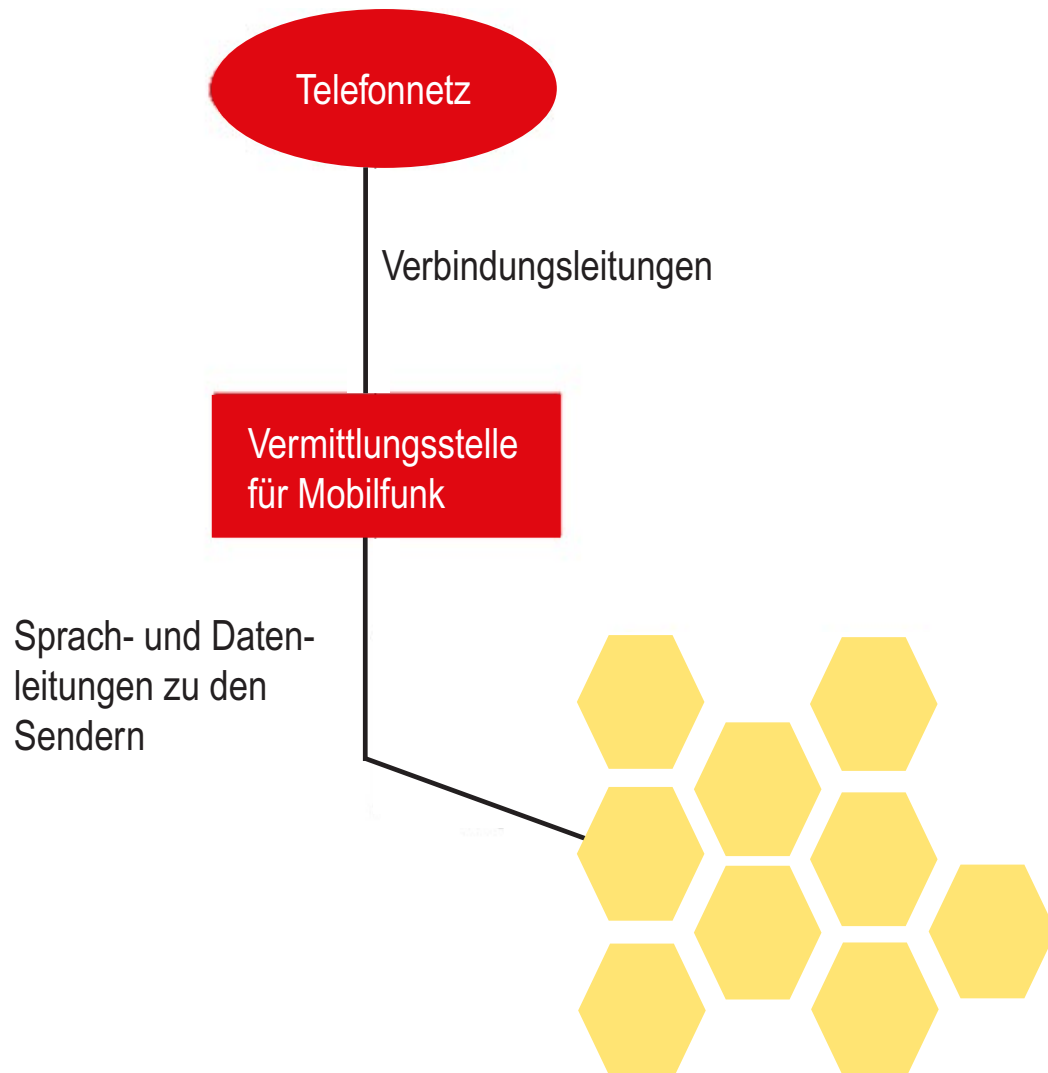 Telefonnetz
Verbindungsleitungen
Vermittlungsstelle
für Mobilfunk
Sprach- und Daten-
leitungen zu den
Sendern